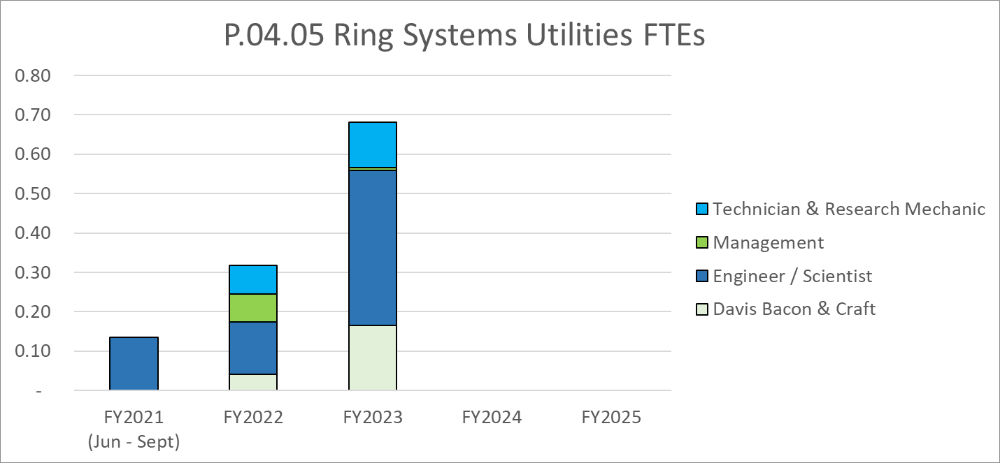 P.04.05 Ring Systems Utilities FTEs
0.80
0.70
0.60
0.50
0.40
0.30
0.20
0.10
-
FY2021
(Jun - Sept)
FY2022
FY2023
FY2024
FY2025
Technician & Research Mechanic
Management
Engineer / Scientist
Davis Bacon & Craft